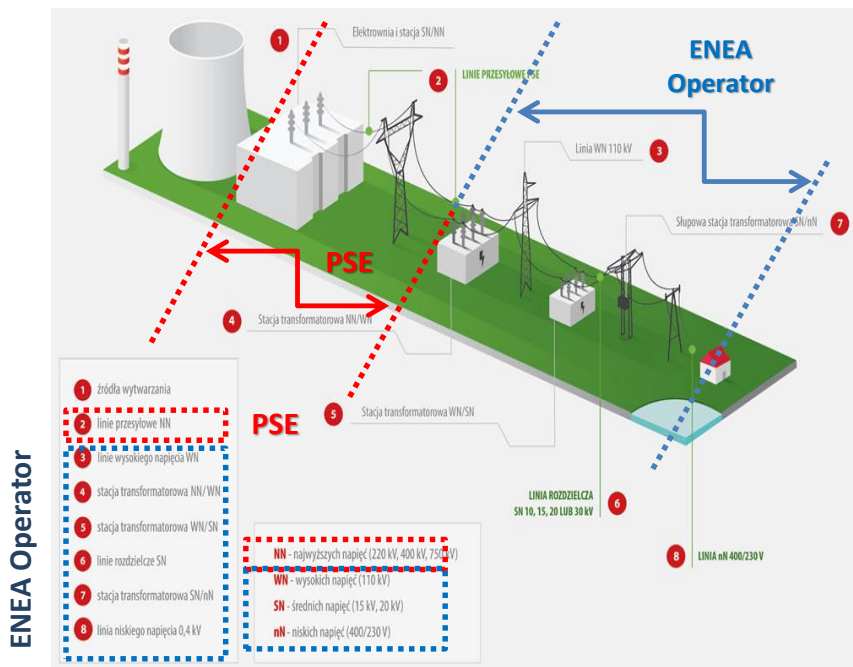 1
Elektrownia i stacja SN/NN
2
LINIE PRZESYŁOWE PSE
ENEA
Operator
Linia WN 110 kV
3
Słupowa stacja transformatorowa SN/nN
7
PSE
4
Stacja transformatorowa NN/WN
5
Stacja transformatorowa WN/SN
PSE
LINIA ROZDZIELCZA
SN 10, 15, 20 LUB 30 kV
6
8
LINIA nN 400/230 V
ENEA Operator
1 źródła wytwarzania
2 linie przesyłowe NN
3 linie wysokiego napięcia WN
4 stacja transformatorowa NN/WN
5 stacja transformatorowa WN/SN
6 linie rozdzielcze SN
7 stacja transformatorowa SN/nN
8 linia niskiego napięcia 0,4 kV
NN - najwyższych napięć (220 kV, 400 kV, 750 kV)
WN - wysokich napięć (110 kV)
SN - średnich napięć (15 kV, 20 kV)
nN - niskich napięć (400/230 V)